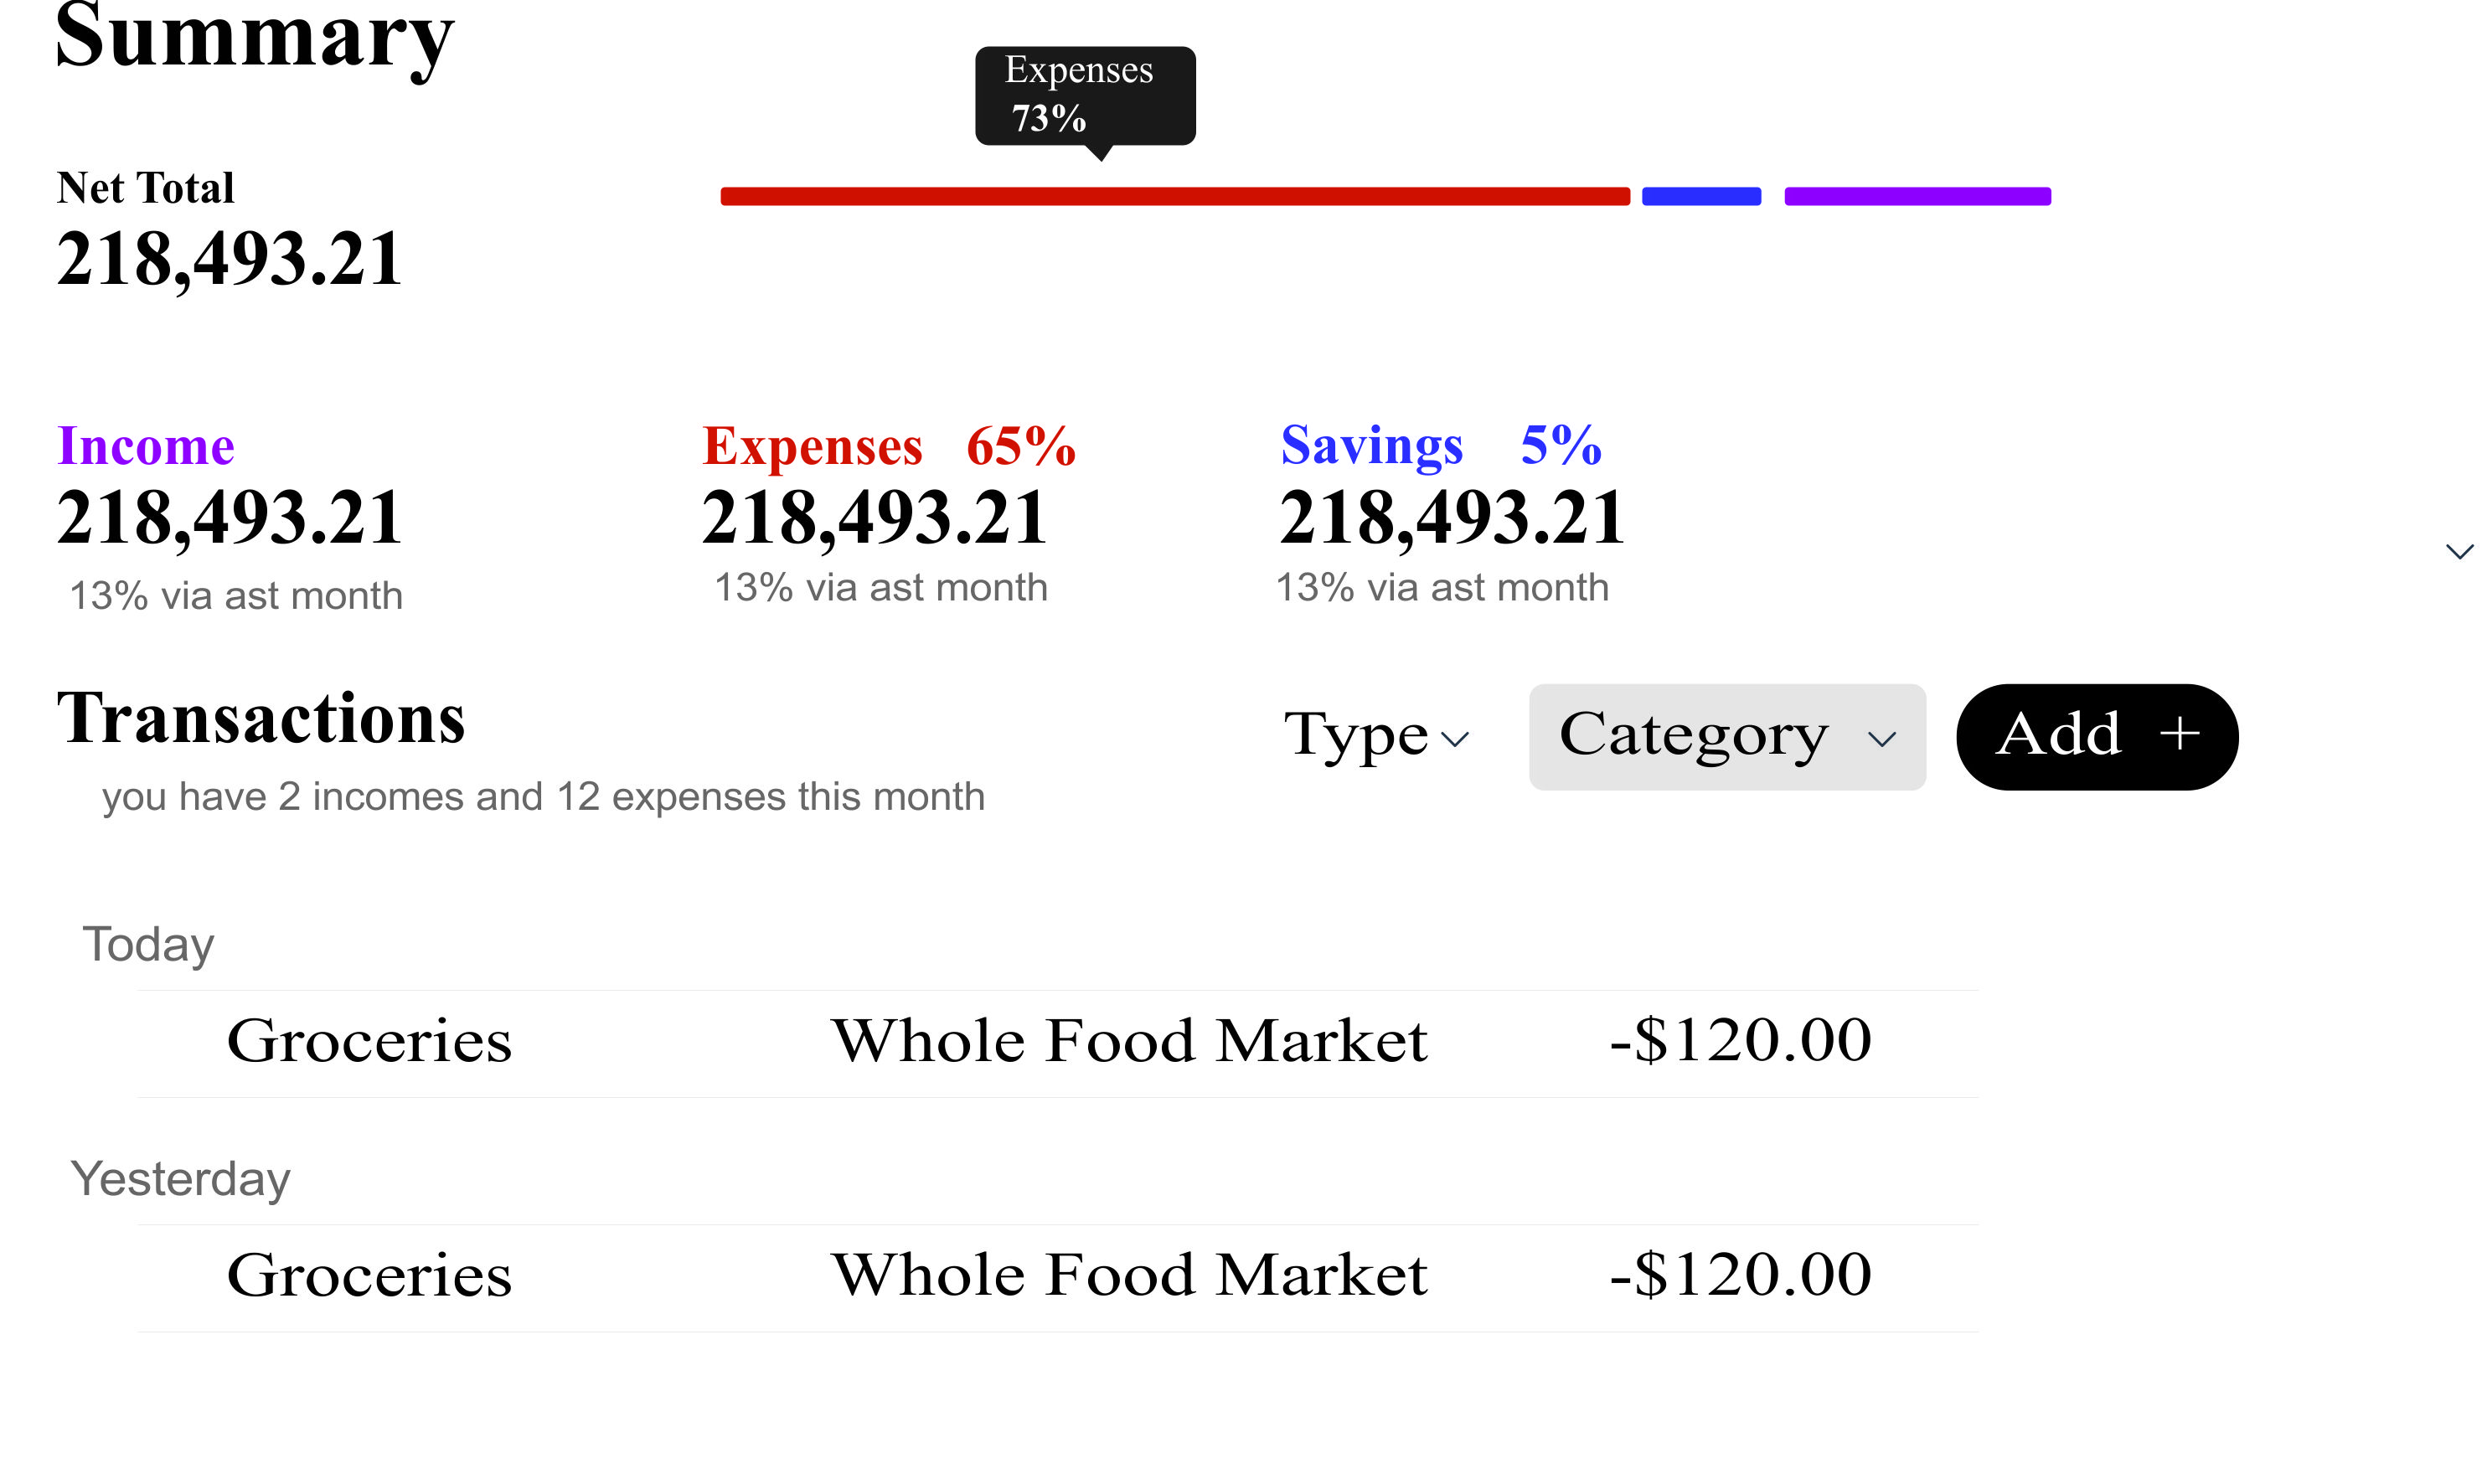 Summary
Expenses
73%
Net Total
218,493.21
Income
218,493.21
13% via ast month
Expenses 65%
218,493.21
13% via ast month
Savings 5%
218,493.21
13% via ast month
Transactions
you have 2 incomes and 12 expenses this month
Type
Category
Add +
Today
Groceries Whole Food Market -$120.00
Yesterday
Groceries Whole Food Market -$120.00